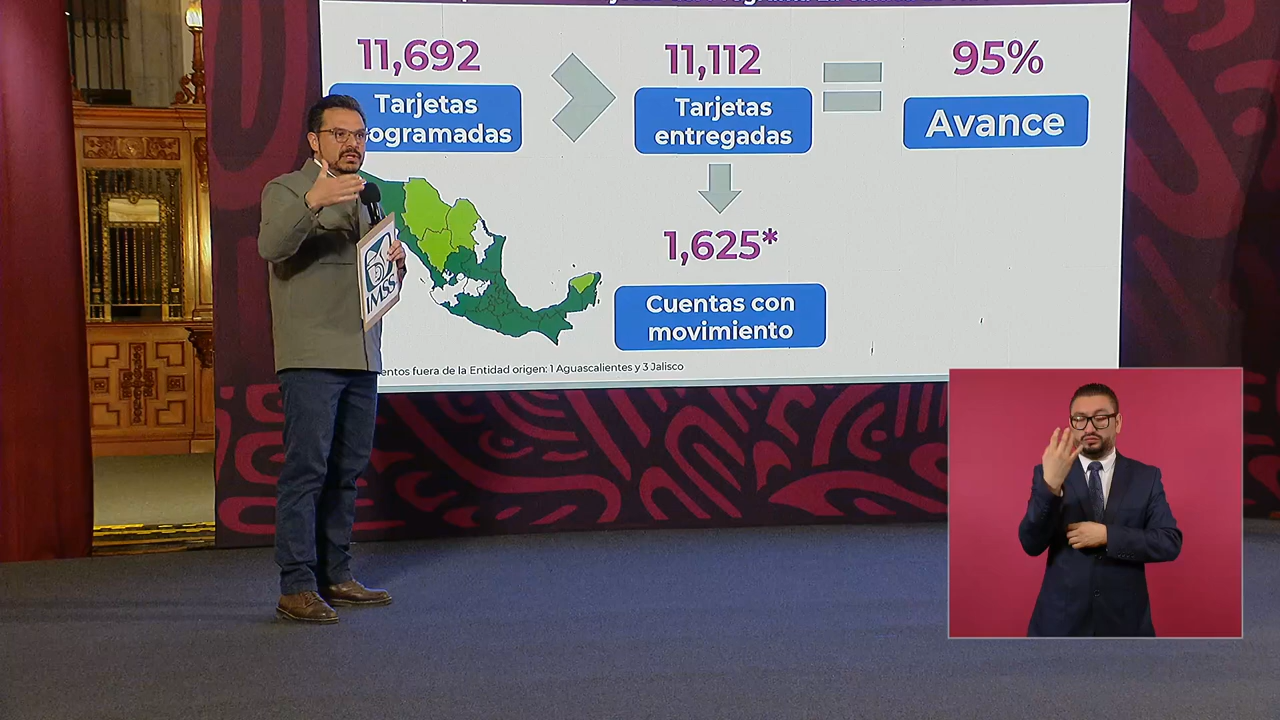 11,692
Tarjetas
ogramadas
11,112
Tarjetas
entregadas
95%
Avance
1,625*
Cuentas con
movimiento
entos fuera de la Entidad origen: 1 Aguascalientes y 3 Jalisco
IMSS